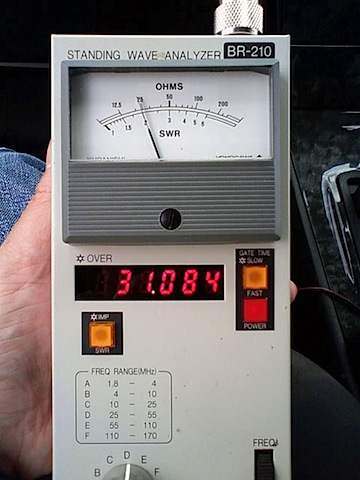 STANDING WAVE ANALYZER BR-210
OHMS
12.5 25 50 100 200
1 1.5 2 3 4 5 6
SWR
OVER
31.084
GATE TIME
SLOW
FAST
POWER
IMP
SWR
FREQ RANGE(MHz)
A 1.8 - 4
B 4 - 10
C 10 - 25
D 25 - 55
E 55 - 110
F 110 - 170
FREQ
B C D E F